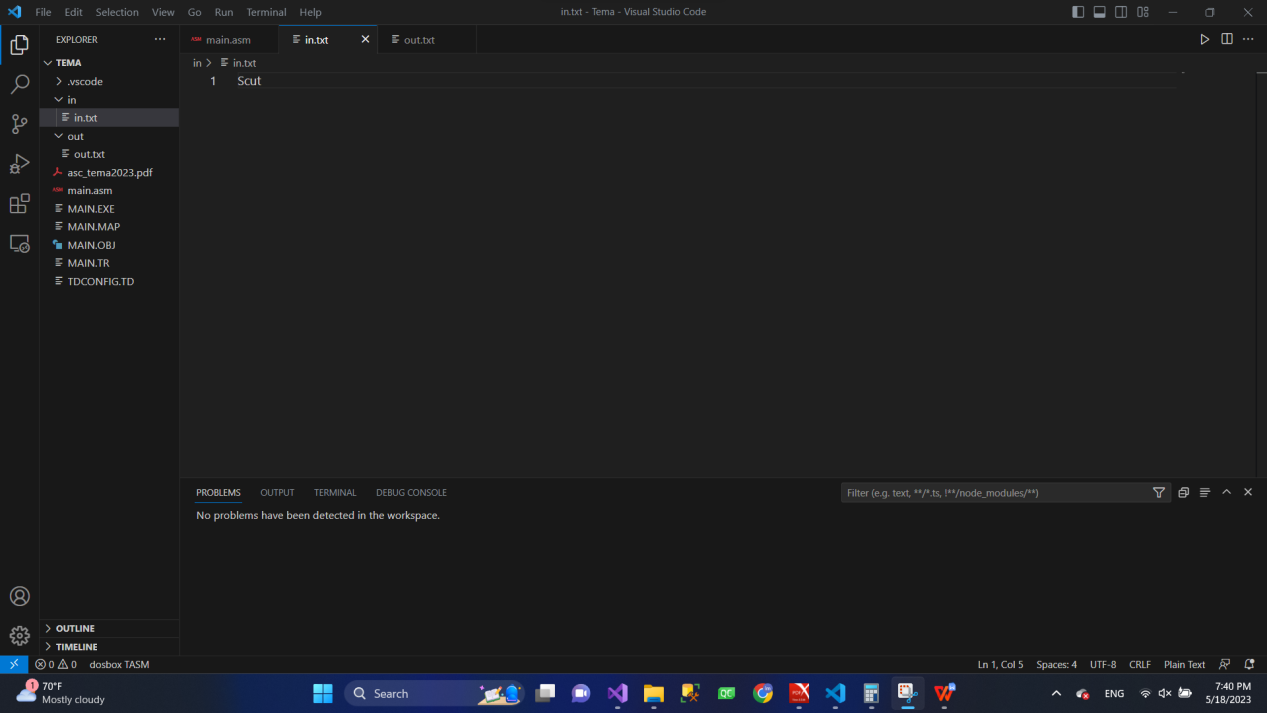 File Edit Selection View Go Run Terminal Help
in.txt - Tema - Visual Studio Code
EXPLORER
TEMA
.vscode
in
in.txt
out
out.txt
asc_tema2023.pdf
ASM main.asm
MAIN.EXE
MAIN.MAP
MAIN.OBJ
MAIN.TR
TDCONFIG.TD
OUTLINE
TIMELINE
ASM main.asm in.txt out.txt
in in.txt
1 Scut
PROBLEMS OUTPUT TERMINAL DEBUG CONSOLE
Filter (e.g. text, **/*.ts, !**/node_modules/**)
No problems have been detected in the workspace.
0 0 dosbox TASM
Ln 1, Col 5 Spaces: 4 UTF-8 CRLF Plain Text
1
70°F
Mostly cloudy
Search
QC
ENG
7:40 PM
5/18/2023